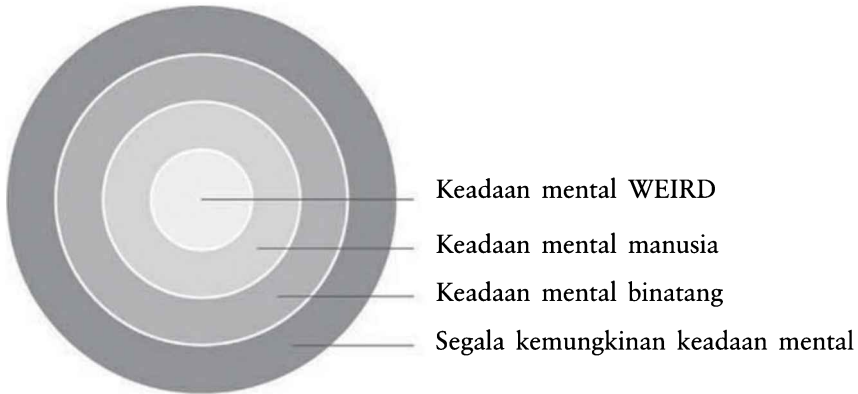 Keadaan mental WEIRD
Keadaan mental manusia
Keadaan mental binatang
Segala kemungkinan keadaan mental